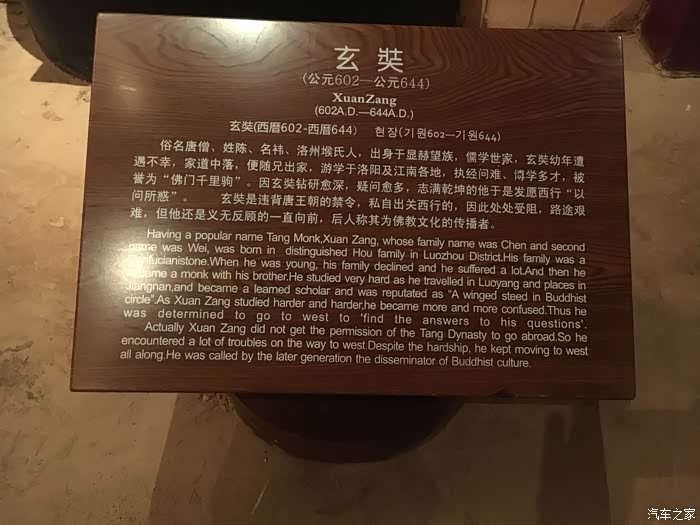 玄奘
(公元602—公元644)
XuanZang
(602A.D.—644A.D.)
玄奘(西暦602-西暦644) 현장(기원602—기원644)
俗名唐僧、姓陈、名祎、洛州缑氏人，出身于显赫望族，儒学世家，玄奘幼年遭
遇不幸，家道中落，便随兄出家，游学于洛阳及江南各地，执经问难、博学多才，被
誉为“佛门千里驹”。因玄奘钻研愈深，疑问愈多，志满乾坤的他于是发愿西行“以
问所惑”。 玄奘是违背唐王朝的禁令，私自出关西行的，因此处处受阻，路途艰
难，但他还是义无反顾的一直向前，后人称其为佛教文化的传播者。
Having a popular name Tang Monk,Xuan Zang, whose family name was Chen and second
name was Wei, was born in distinguished Hou family in Luozhou District.His family was a
Confucianistone.When he was young, his family declined and he suffered a lot.And then he
became a monk with his brother.He studied very hard as he travelled in Luoyang and places in
Jiangnan,and became a learned scholar and was reputated as “A winged steed in Buddhist
circle”.As Xuan Zang studied harder and harder,he became more and more confused.Thus he
was determined to go to west to 'find the answers to his questions'.
Actually Xuan Zang did not get the permission of the Tang Dynasty to go abroad.So he
encountered a lot of troubles on the way to west.Despite the hardship, he kept moving to west
all along.He was called by the later generation the disseminator of Buddhist culture.
汽车之家